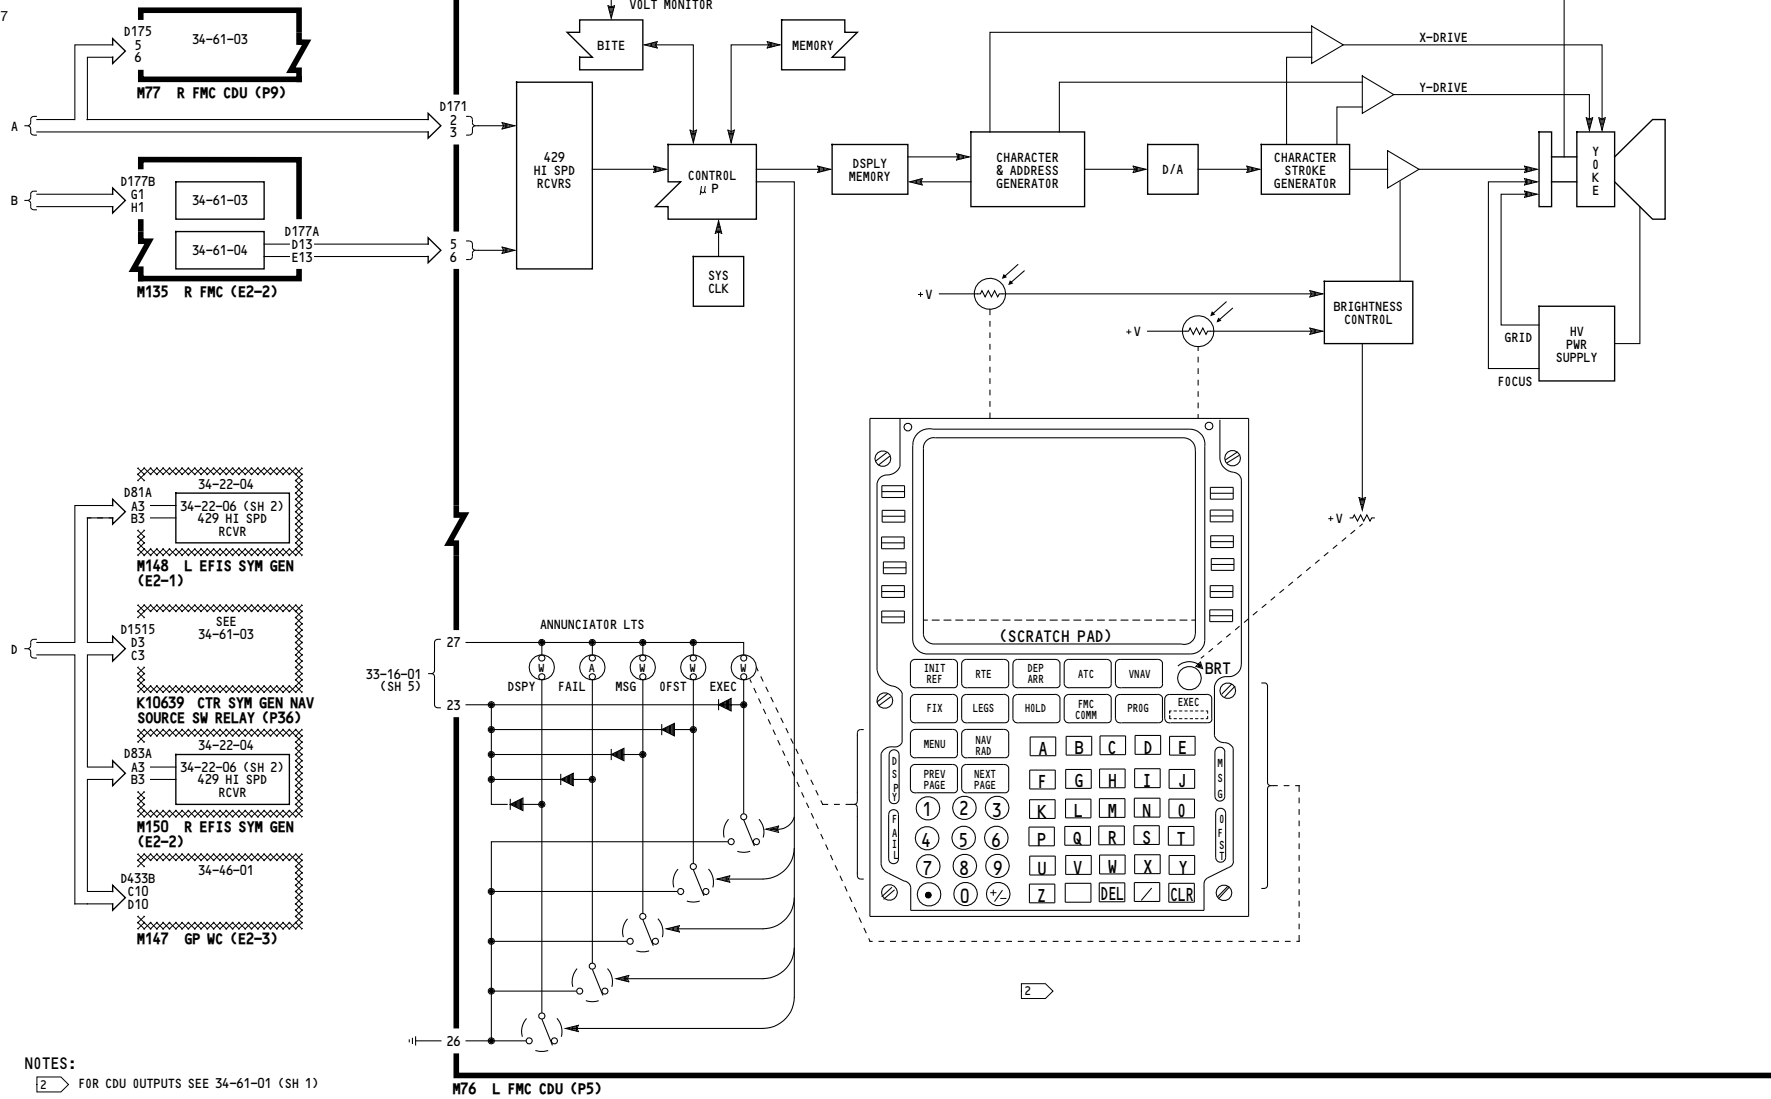 7
VOLT MONITOR
D175
5
6
34-61-03
M77 R FMC CDU (P9)
BITE
MEMORY
X-DRIVE
Y-DRIVE
A
D171
2
3
429
HI SPD
RCVRS
CONTROL
μ P
DSPLY
MEMORY
CHARACTER
& ADDRESS
GENERATOR
D/A
CHARACTER
STROKE
GENERATOR
Y
O
K
E
B
D177B
G1
H1
34-61-03
D177A
34-61-04
D13
E13
5
6
M135 R FMC (E2-2)
SYS
CLK
+V
+V
BRIGHTNESS
CONTROL
GRID
FOCUS
HV
PWR
SUPPLY
+V
34-22-04
D81A
A3
B3
34-22-06 (SH 2)
429 HI SPD
RCVR
M148 L EFIS SYM GEN
(E2-1)
D
D1515
D3
C3
SEE
34-61-03
K10639 CTR SYM GEN NAV
SOURCE SW RELAY (P36)
34-22-04
D83A
A3
B3
34-22-06 (SH 2)
429 HI SPD
RCVR
M150 R EFIS SYM GEN
(E2-2)
34-46-01
D433B
C10
D10
M147 GP WC (E2-3)
ANNUNCIATOR LTS
27
33-16-01
(SH 5)
23
W A W W W
DSPY FAIL MSG OFST EXEC
26
(SCRATCH PAD)
BRT
INIT
REF
RTE
DEP
ARR
ATC
VNAV
FIX
LEGS
HOLD
FMC
COMM
PROG
EXEC
MENU
NAV
RAD
PREV
PAGE
NEXT
PAGE
A B C D E
F G H I J
K L M N O
P Q R S T
U V W X Y
Z DEL / CLR
1 2 3
4 5 6
7 8 9
• 0 +/-
DSPY
FAIL
MSG
OFST
2
NOTES:
2 FOR CDU OUTPUTS SEE 34-61-01 (SH 1)
M76 L FMC CDU (P5)